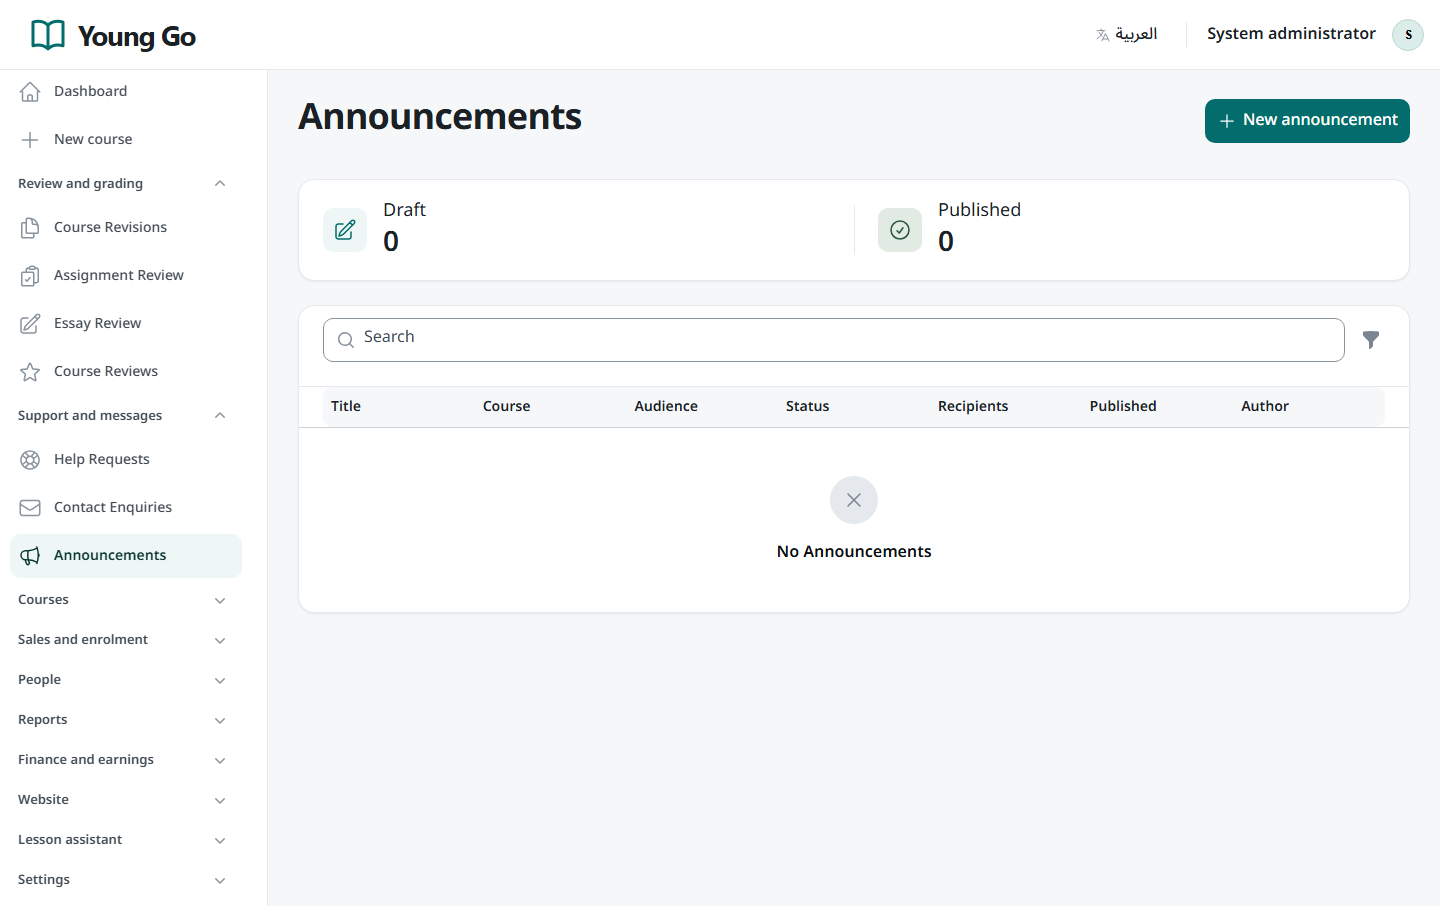 Young Go
العربية
System administrator
S
Dashboard
New course
Review and grading
Course Revisions
Assignment Review
Essay Review
Course Reviews
Support and messages
Help Requests
Contact Enquiries
Announcements
Courses
Sales and enrolment
People
Reports
Finance and earnings
Website
Lesson assistant
Settings
Announcements
New announcement
Draft
0
Published
0
Search
Title Course Audience Status Recipients Published Author
No Announcements